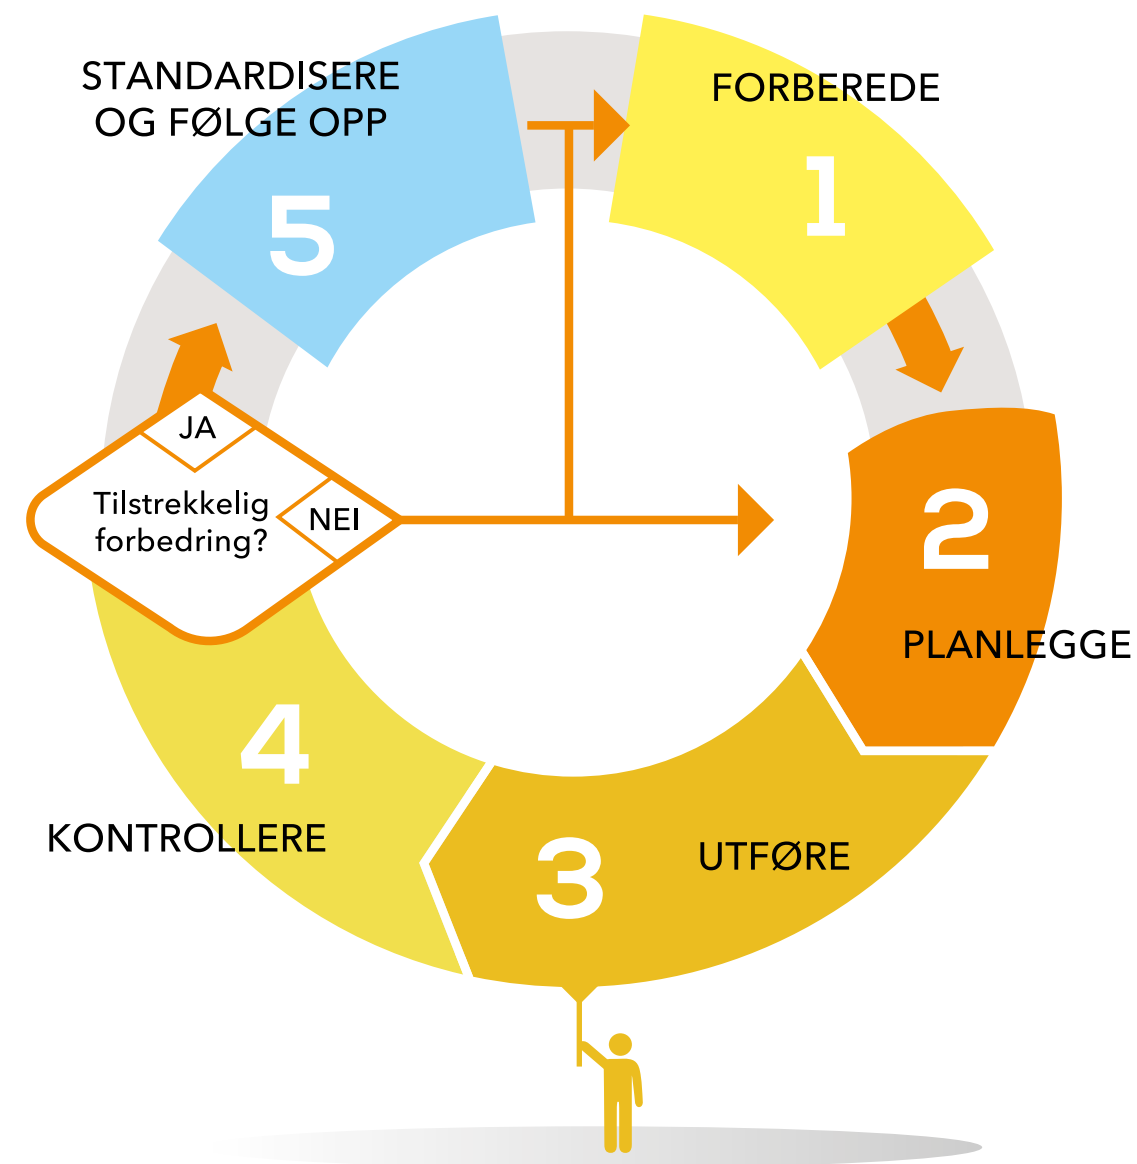 FORBEREDE
1
2
PLANLEGGE
3
UTFØRE
4
KONTROLLERE
Tilstrekkelig
forbedring?
JA
NEI
STANDARDISERE
OG FØLGE OPP
5